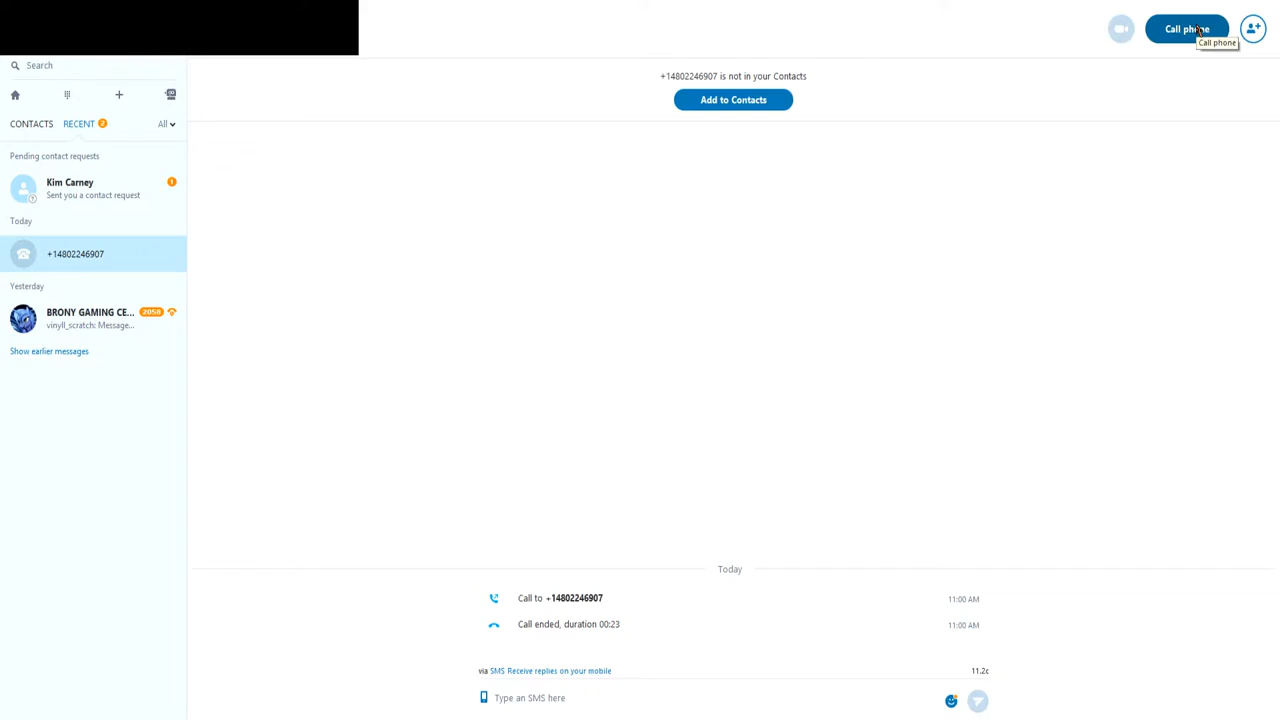 Call phone
Call phone
Search
+14802246907 is not in your Contacts
Add to Contacts
CONTACTS RECENT 2 All
Pending contact requests
Kim Carney 1
Sent you a contact request
Today
+14802246907
Yesterday
BRONY GAMING CE... 2058
vinyll_scratch: Message...
Show earlier messages
Today
Call to +14802246907 11:00 AM
Call ended, duration 00:23 11:00 AM
via SMS Receive replies on your mobile 11.2c
Type an SMS here